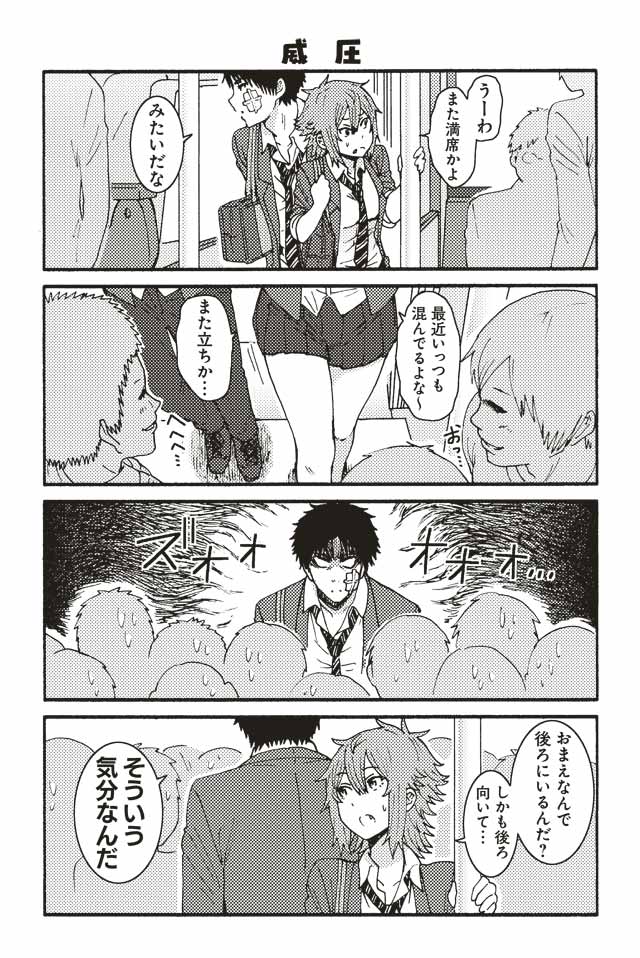 威圧
うーわ
また満席かよ
みたいだな
最近いっつも
混んでるよな～
おっ…
また立ちか…
へへへ…
ズオオ
オオオ…
おまえなんで
後ろにいるんだ？
しかも後ろ
向いて…
そういう
気分なんだ